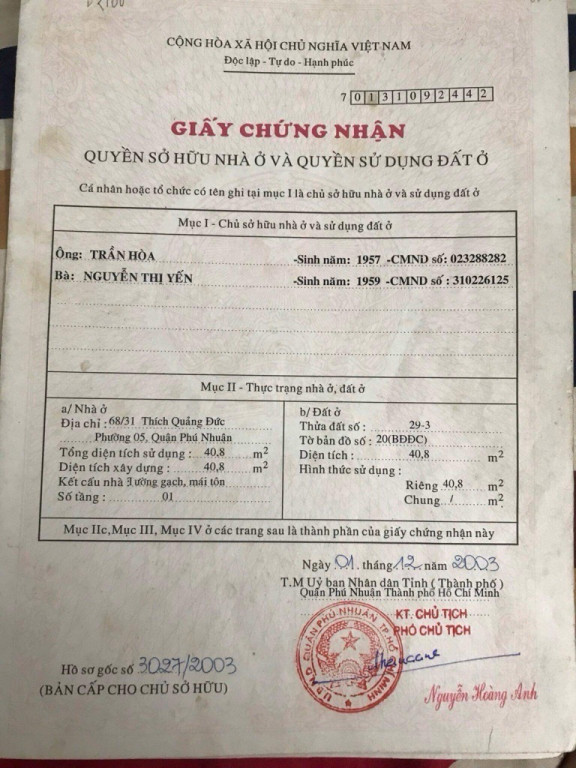 CỘNG HÒA XÃ HỘI CHỦ NGHĨA VIỆT NAM
Độc lập - Tự do - Hạnh phúc
7 0131092442
GIẤY CHỨNG NHẬN
QUYỀN SỞ HỮU NHÀ Ở VÀ QUYỀN SỬ DỤNG ĐẤT Ở
Cá nhân hoặc tổ chức có tên ghi tại mục I là chủ sở hữu nhà ở và sử dụng đất ở
Mục I - Chủ sở hữu nhà ở và sử dụng đất ở
Ông: TRẦN HÒA -Sinh năm: 1957 -CMND số: 023288282
Bà: NGUYỄN THỊ YẾN -Sinh năm: 1959 -CMND số : 310226125
Mục II - Thực trạng nhà ở, đất ở
a/ Nhà ở
Địa chỉ : 68/31 Thích Quảng Đức
Phường 05, Quận Phú Nhuận
Tổng diện tích sử dụng : 40,8 m2
Diện tích xây dựng : 40,8 m2
Kết cấu nhà : Tường gạch, mái tôn
Số tầng : 01
b/ Đất ở
Thửa đất số : 29-3
Tờ bản đồ số : 20(BĐĐC)
Diện tích : 40,8 m2
Hình thức sử dụng :
Riêng 40,8 m2
Chung / m2
Mục IIc,Mục III, Mục IV ở các trang sau là thành phần của giấy chứng nhận này
Ngày 01 tháng 12 năm 2003
T.M Uỷ ban Nhân dân Tỉnh ( Thành phố )
Quận Phú Nhuận Thành phố Hồ Chí Minh
KT. CHỦ TỊCH
PHÓ CHỦ TỊCH
U.B.N.D QUẬN PHÚ NHUẬN T.P HỒ CHÍ MINH
Nguyễn Hoàng Anh
Hồ sơ gốc số 3027/2003
(BẢN CẤP CHO CHỦ SỞ HỮU)